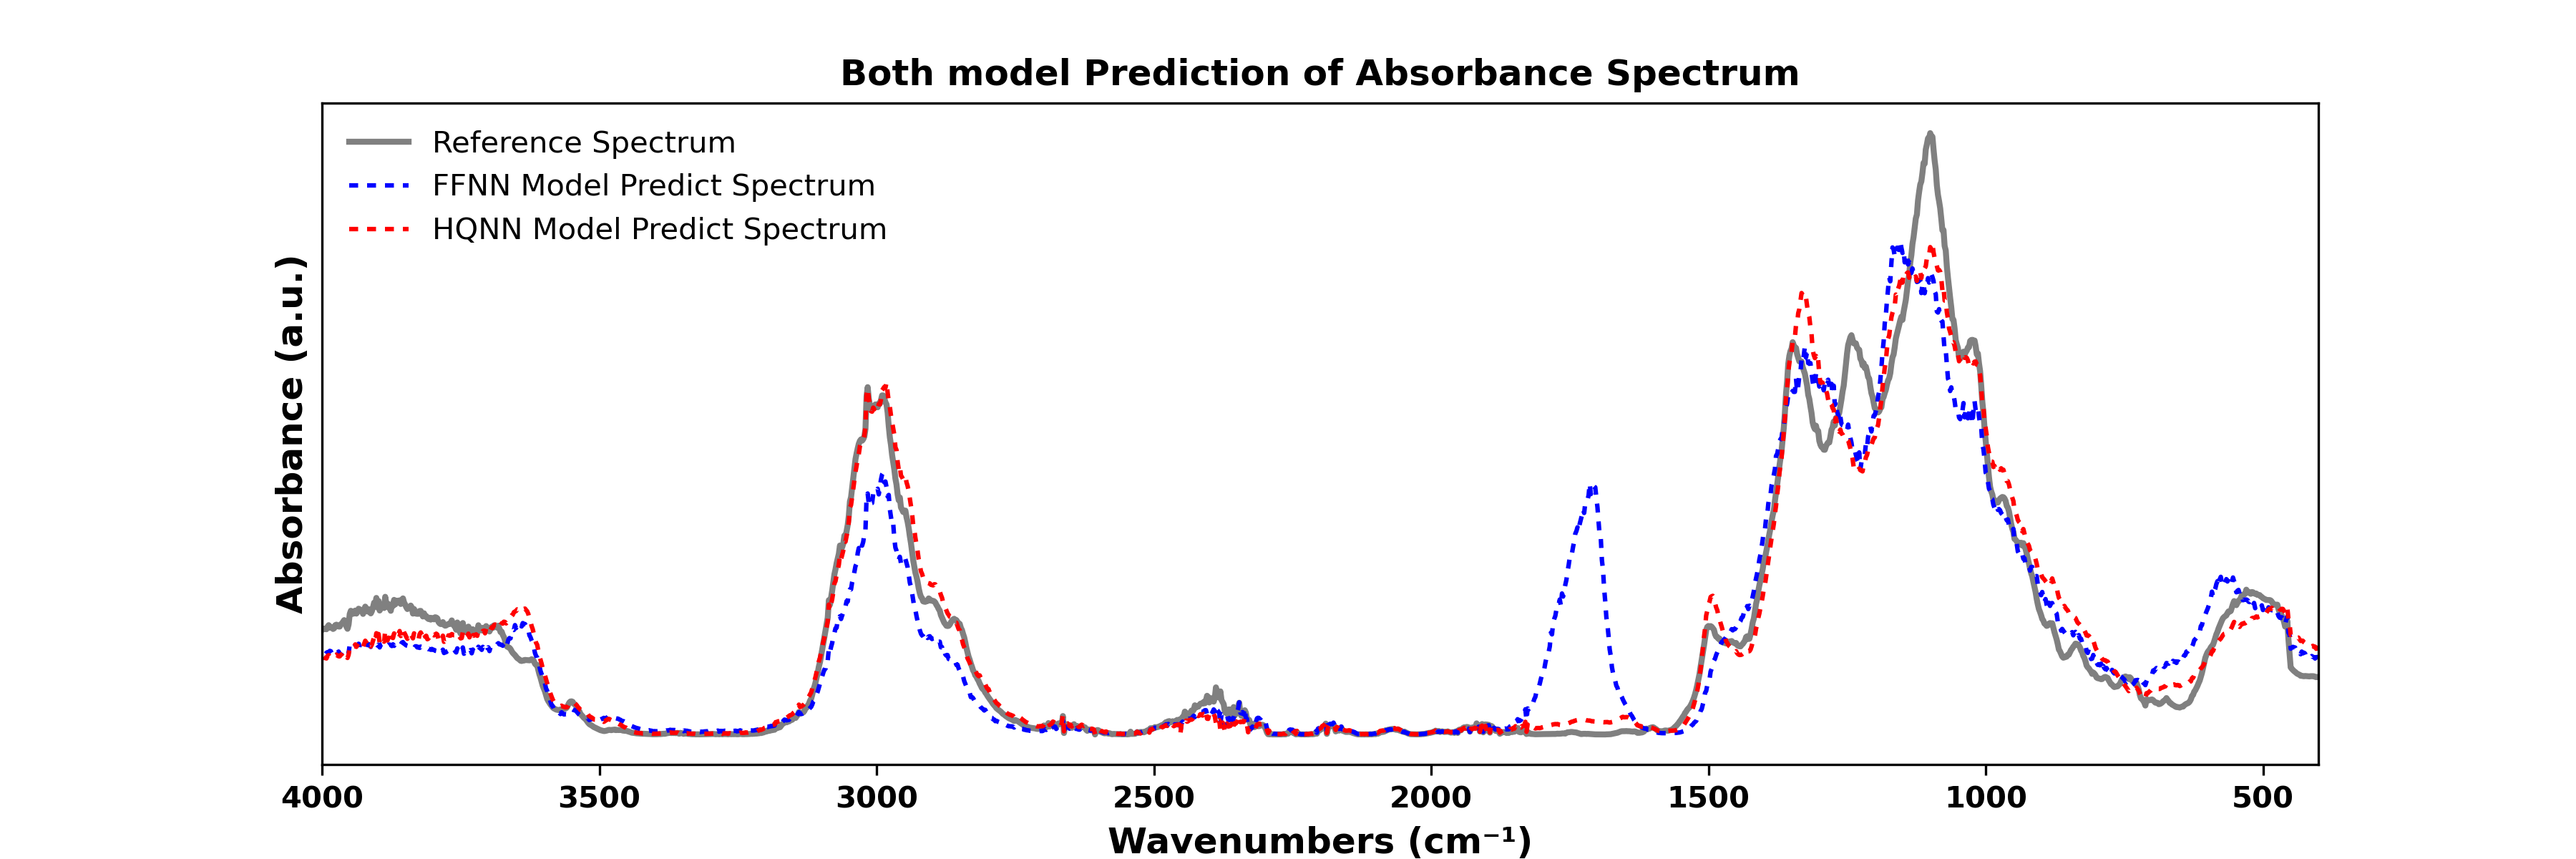 Both model Prediction of Absorbance Spectrum
Reference Spectrum
FFNN Model Predict Spectrum
HQNN Model Predict Spectrum
Absorbance (a.u.)
4000 3500 3000 2500 2000 1500 1000 500
Wavenumbers (cm⁻¹)